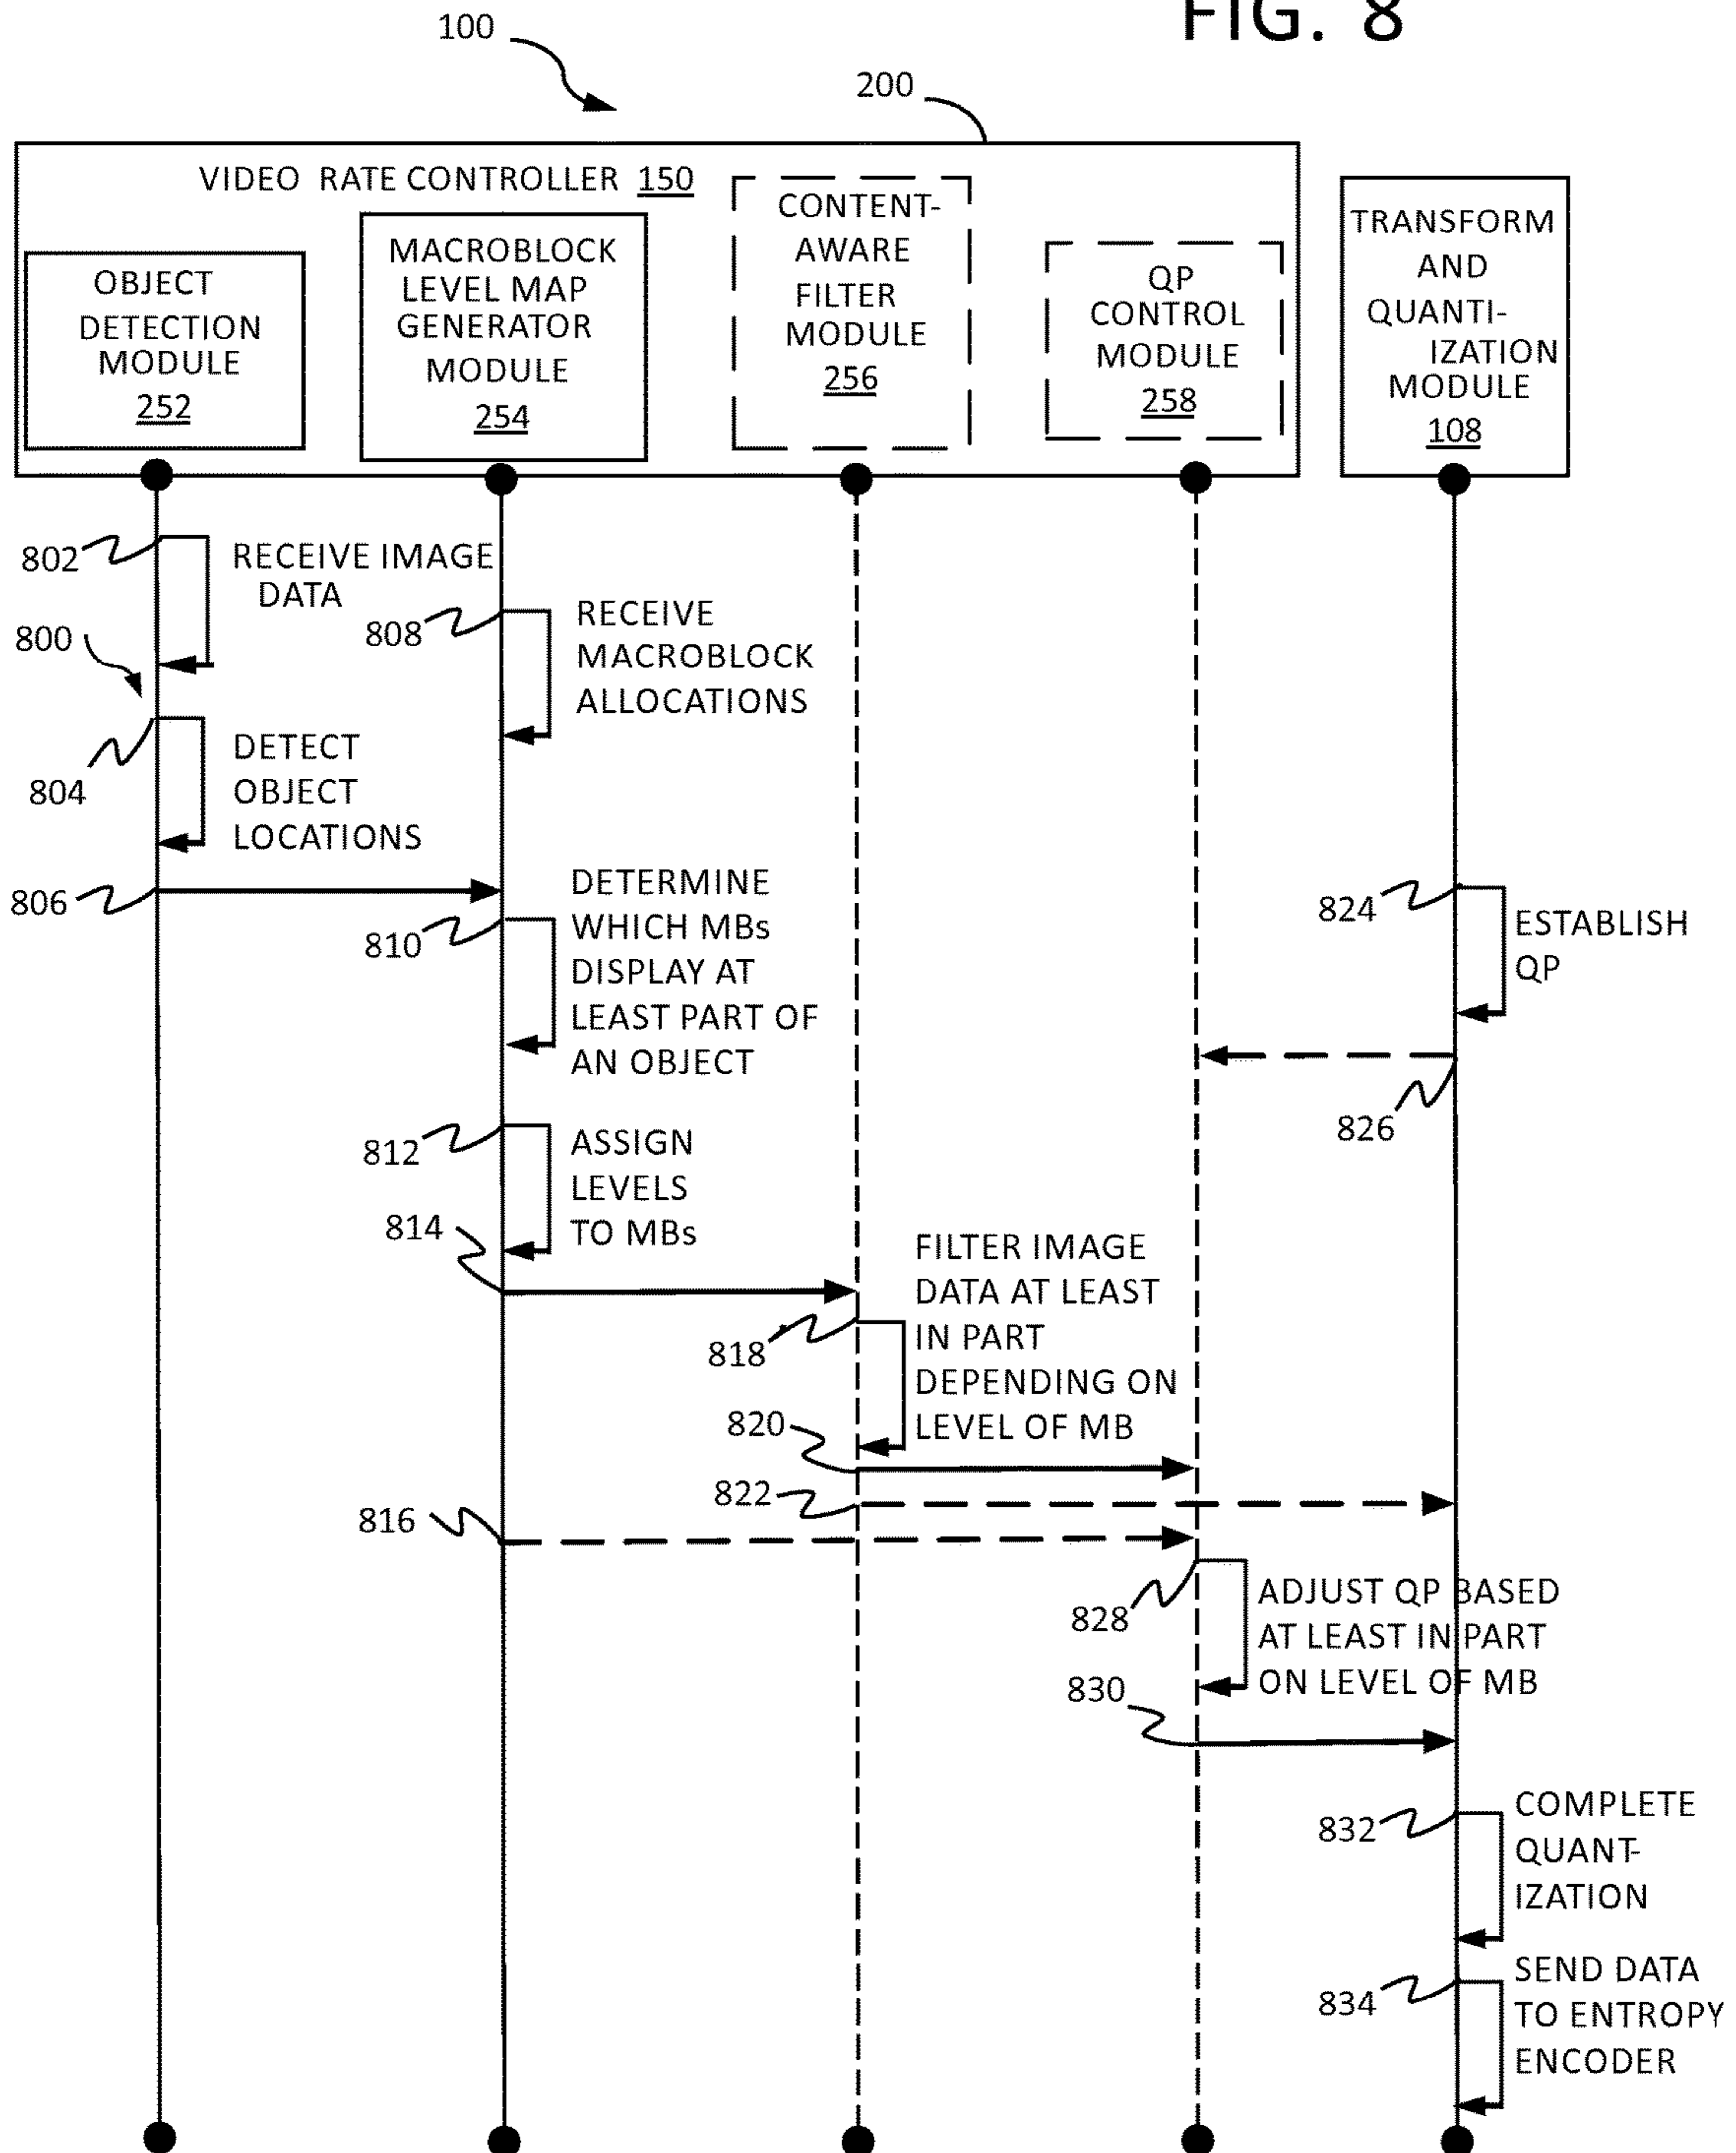 FIG. 8
100
200
VIDEO RATE CONTROLLER 150
OBJECT
DETECTION
MODULE
252
MACROBLOCK
LEVEL MAP
GENERATOR
MODULE
254
CONTENT-
AWARE
FILTER
MODULE
256
QP
CONTROL
MODULE
258
TRANSFORM
AND
QUANTI-
IZATION
MODULE
108
802
RECEIVE IMAGE
DATA
800
808
RECEIVE
MACROBLOCK
ALLOCATIONS
804
DETECT
OBJECT
LOCATIONS
806
810
DETERMINE
WHICH MBs
DISPLAY AT
LEAST PART OF
AN OBJECT
824
ESTABLISH
QP
826
812
ASSIGN
LEVELS
TO MBs
814
818
FILTER IMAGE
DATA AT LEAST
IN PART
DEPENDING ON
LEVEL OF MB
820
822
816
828
ADJUST QP BASED
AT LEAST IN PART
ON LEVEL OF MB
830
832
COMPLETE
QUANT-
IZATION
834
SEND DATA
TO ENTROPY
ENCODER